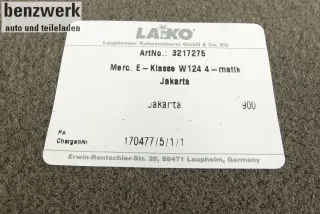 benzwerk
auto und teileladen
LAKO
Laupheimer Kokosweberei GmbH & Co. KG
ArtNo.: 3217275
Merc. E-Klasse W124 4-matik
Jakarta
Jakarta 900
PA
ChargenNr 170477/5/1/1
Erwin-Rentschler-Str. 20, 88471 Laupheim, Germany